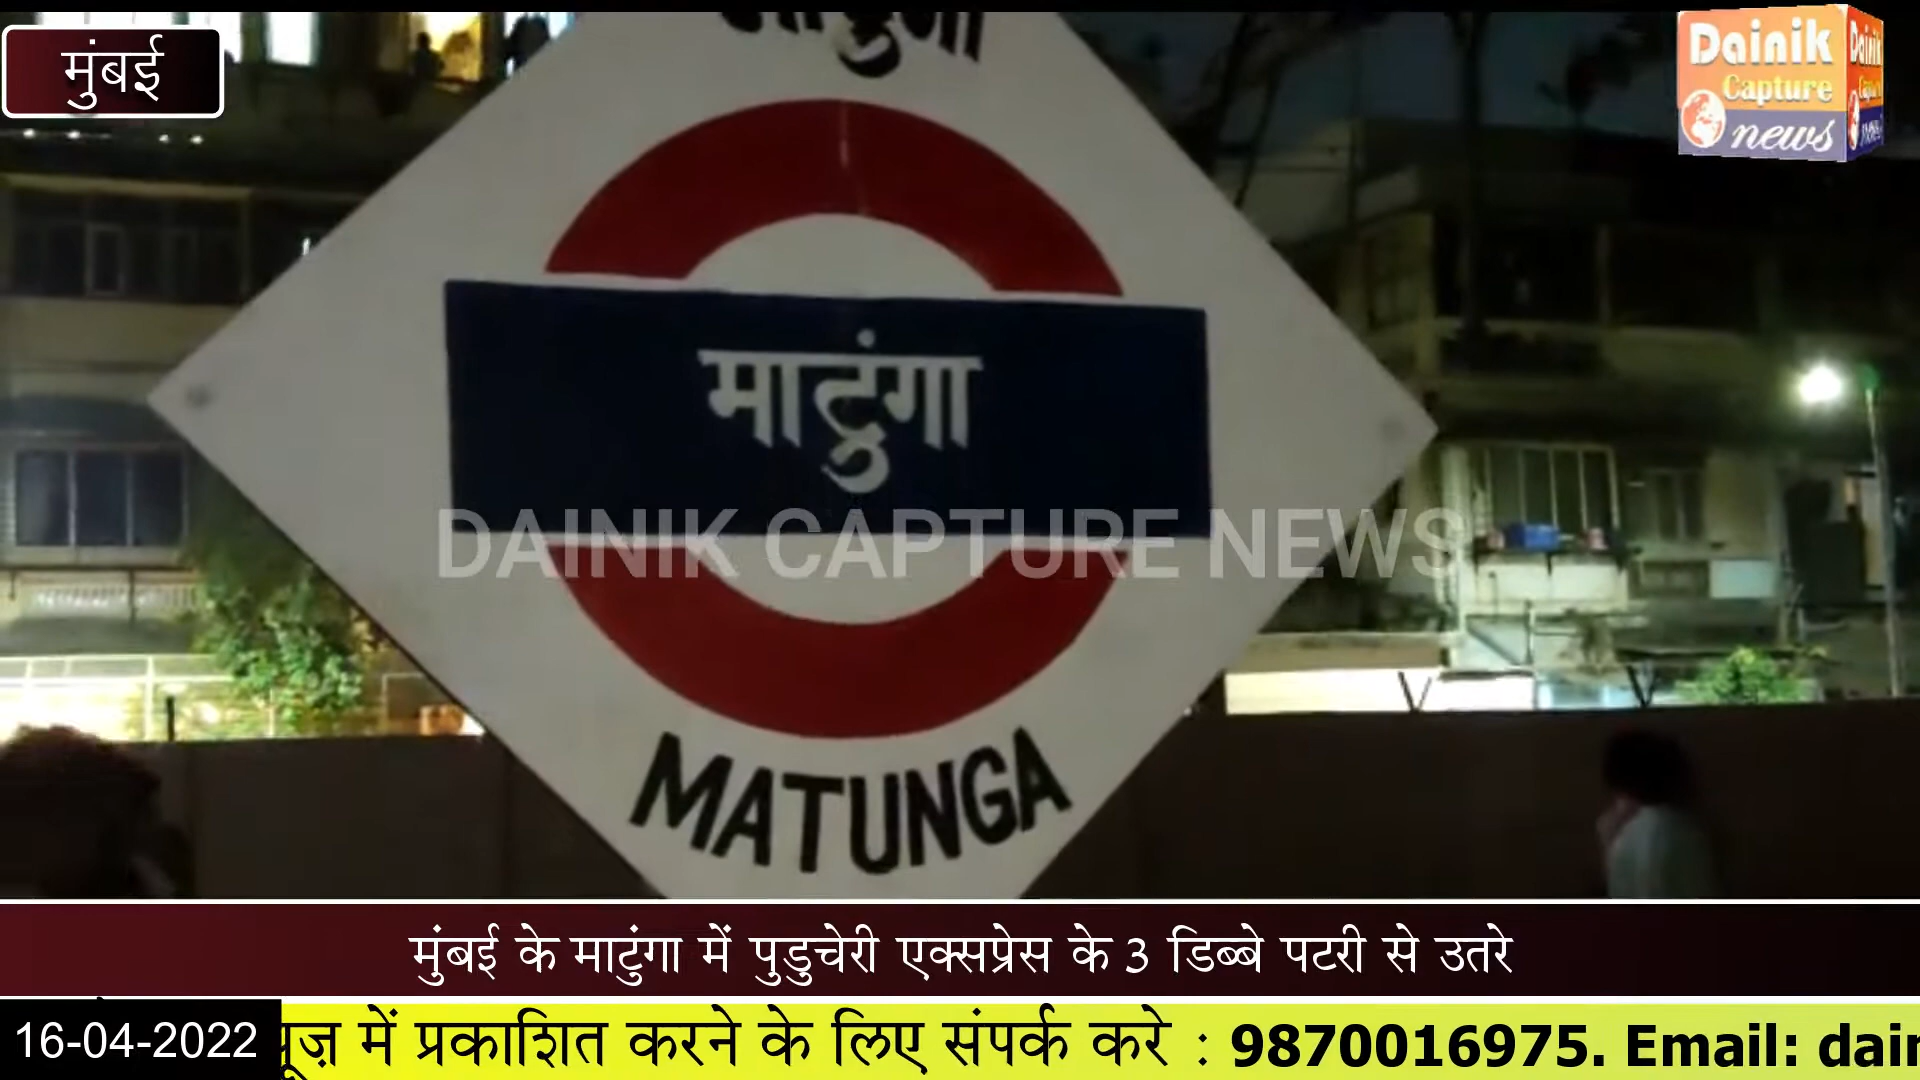 मुंबई
Dainik
Capture
news
माटुंगा
माटुंगा
DAINIK CAPTURE NEWS
MATUNGA
मुंबई के माटुंगा में पुडुचेरी एक्सप्रेस के 3 डिब्बे पटरी से उतरे
16-04-2022
में प्रकाशित करने के लिए संपर्क करे : 9870016975. Email: